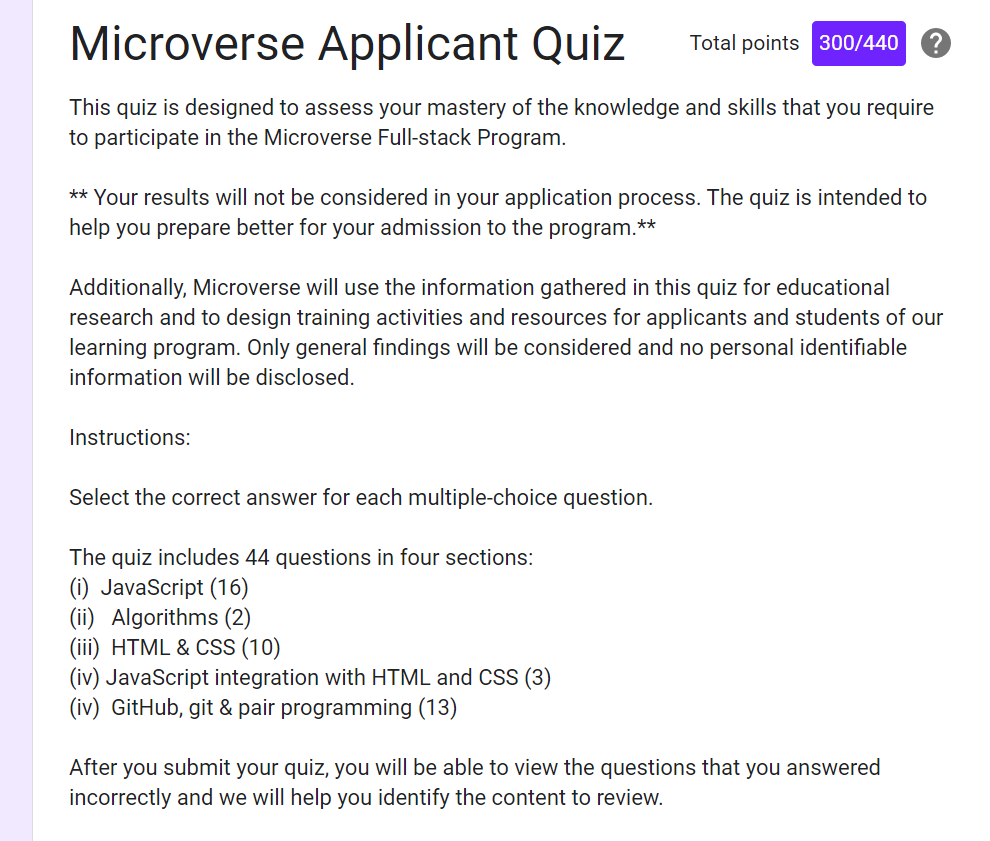 Microverse Applicant Quiz
Total points 300/440 ?
This quiz is designed to assess your mastery of the knowledge and skills that you require
to participate in the Microverse Full-stack Program.
** Your results will not be considered in your application process. The quiz is intended to
help you prepare better for your admission to the program.**
Additionally, Microverse will use the information gathered in this quiz for educational
research and to design training activities and resources for applicants and students of our
learning program. Only general findings will be considered and no personal identifiable
information will be disclosed.
Instructions:
Select the correct answer for each multiple-choice question.
The quiz includes 44 questions in four sections:
(i) JavaScript (16)
(ii) Algorithms (2)
(iii) HTML & CSS (10)
(iv) JavaScript integration with HTML and CSS (3)
(iv) GitHub, git & pair programming (13)
After you submit your quiz, you will be able to view the questions that you answered
incorrectly and we will help you identify the content to review.